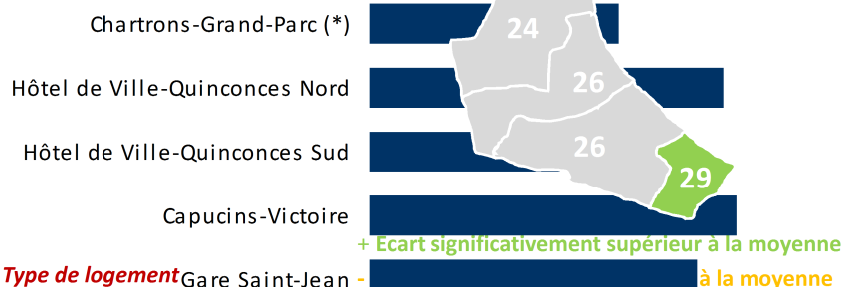 Chartrons-Grand-Parc (*)
24
Hôtel de Ville-Quinconces Nord
26
Hôtel de Ville-Quinconces Sud
26
29
Capucins-Victoire
+ Ecart significativement supérieur à la moyenne
Type de logement Gare Saint-Jean - à la moyenne